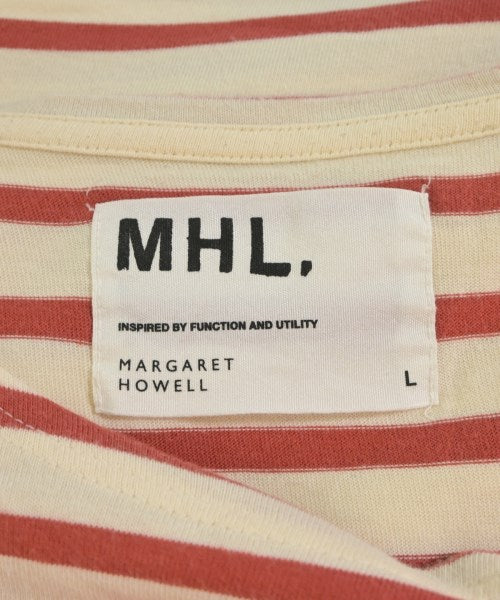 MHL.
INSPIRED BY FUNCTION AND UTILITY
MARGARET
HOWELL
L